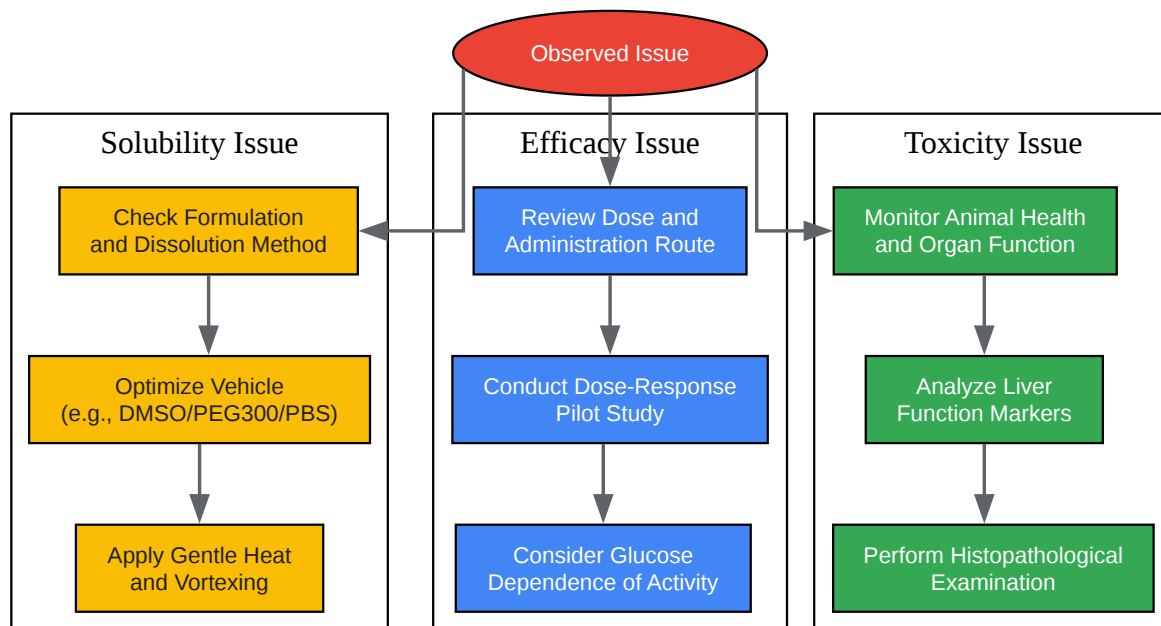 Observed Issue
Solubility Issue
Check Formulation
and Dissolution Method
Optimize Vehicle
(e.g., DMSO/PEG300/PBS)
Apply Gentle Heat
and Vortexing
Efficacy Issue
Review Dose and
Administration Route
Conduct Dose-Response
Pilot Study
Consider Glucose
Dependence of Activity
Toxicity Issue
Monitor Animal Health
and Organ Function
Analyze Liver
Function Markers
Perform Histopathological
Examination